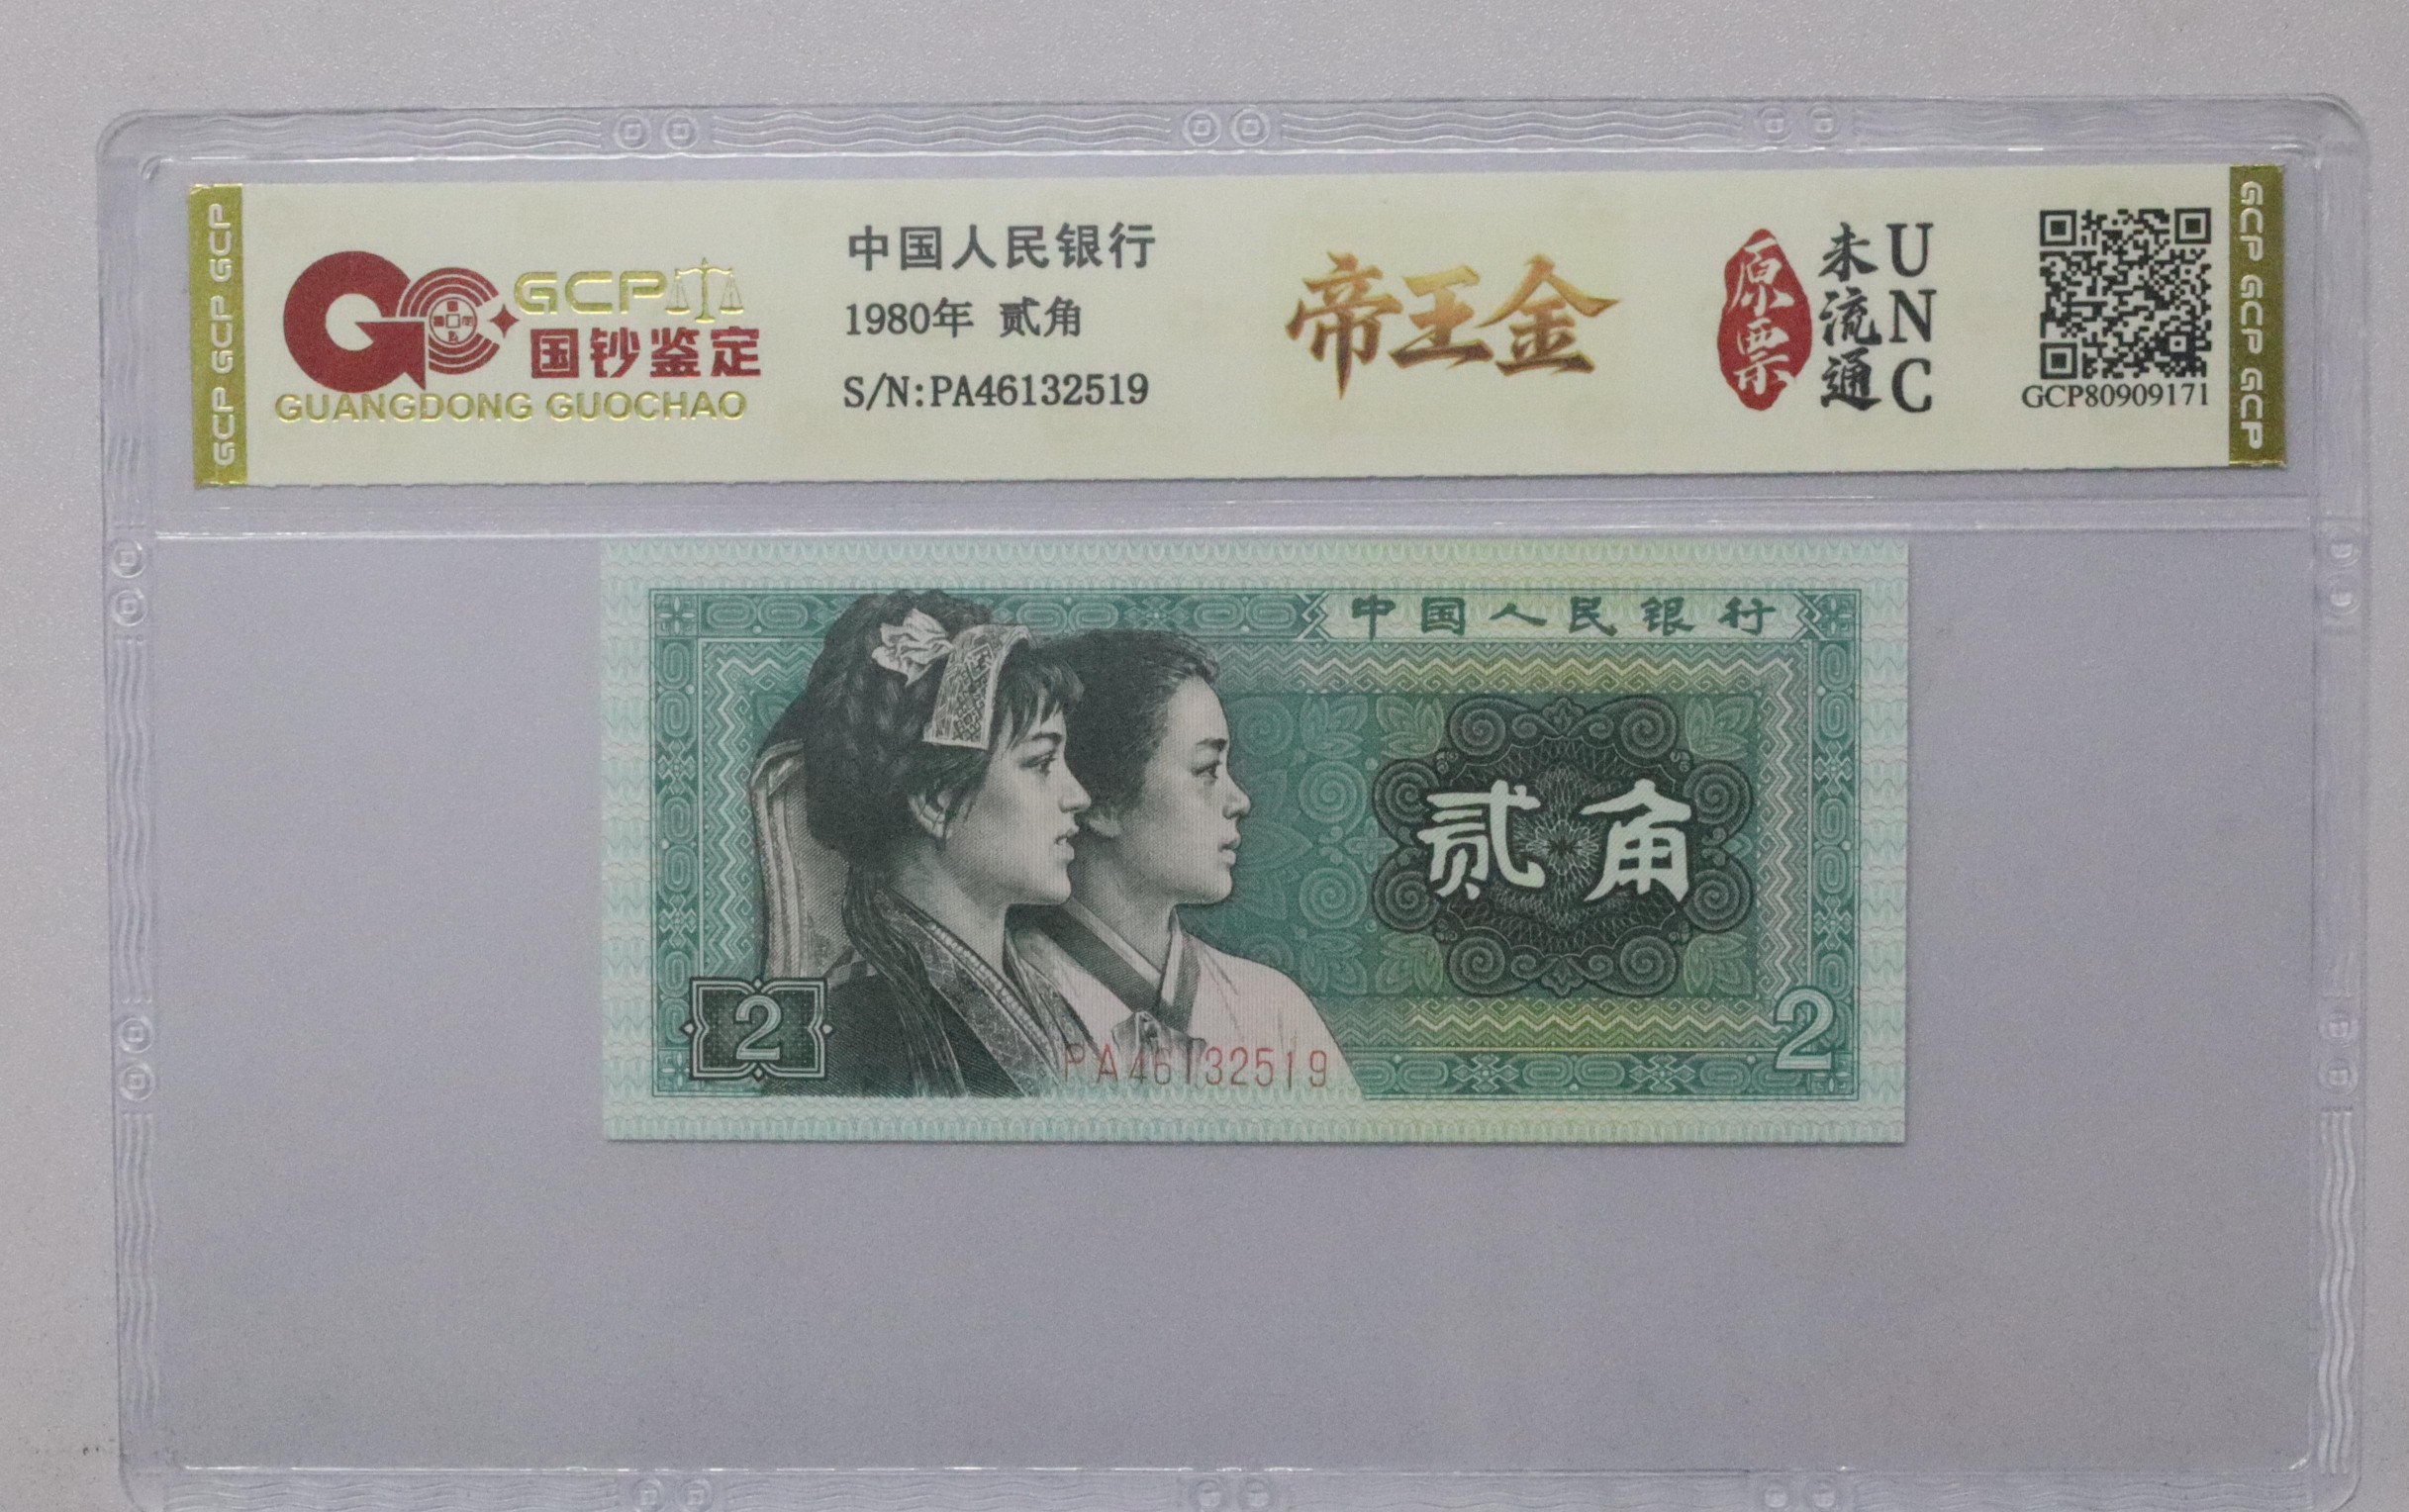 GCP GCP GCP
GCP
国钞鉴定
GUANGDONG GUOCHAO
中国人民银行
1980年 贰角
S/N:PA46132519
帝王金
原票
未流通
UNC
GCP80909171
GCP GCP GCP
中国人民银行
贰角
2
PA46132519
2